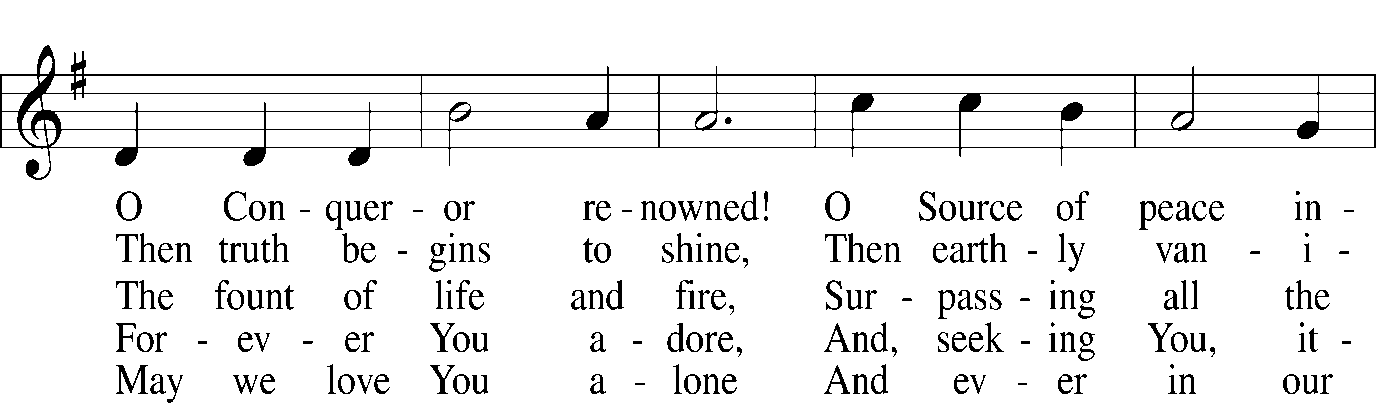 O Con - quer - or re - nowned! O Source of peace in -
Then truth be - gins to shine, Then earth - ly van - i -
The fount of life and fire, Sur - pass - ing all the
For - ev - er You a - dore, And, seek - ing You, it -
May we love You a - lone And ev - er in our